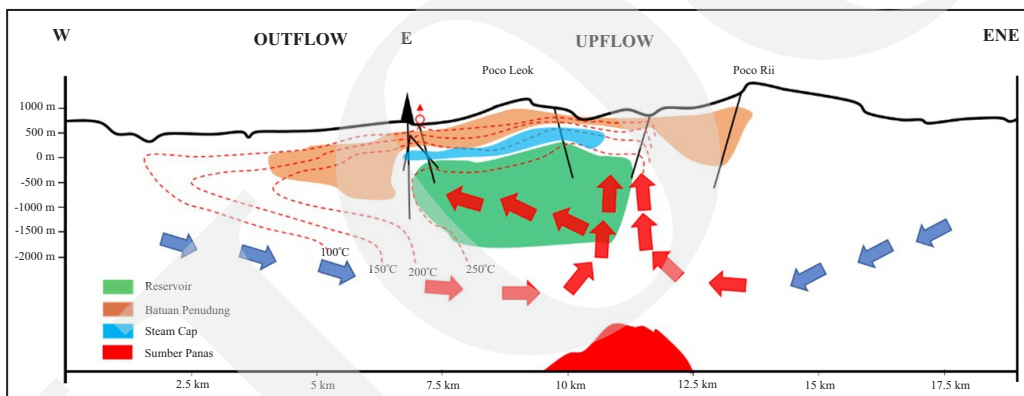 W OUTFLOW E UPFLOW ENE
Poco Leok Poco Rii
1000 m
500 m
0 m
-500 m
-1000 m
-1500 m
-2000 m
100°C
150°C 200°C 250°C
Reservoir
Batuan Penudung
Steam Cap
Sumber Panas
2.5 km 5 km 7.5 km 10 km 12.5 km 15 km 17.5 km